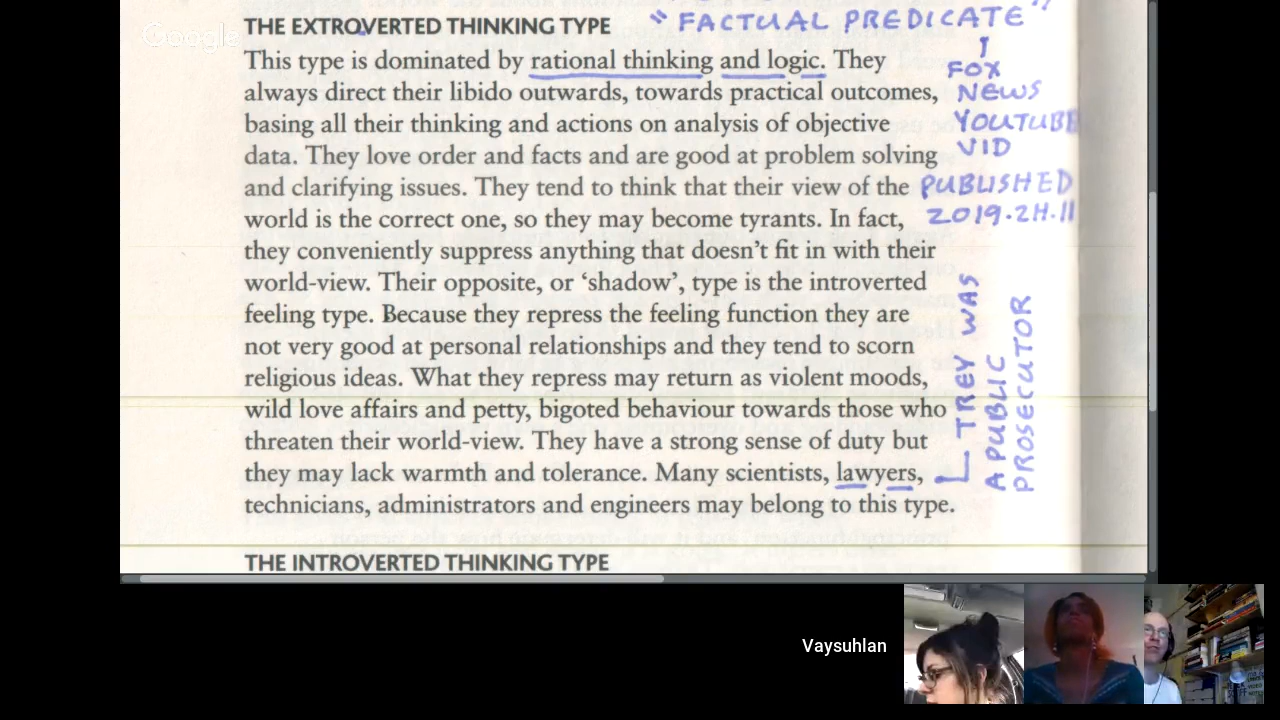 Google
THE EXTROVERTED THINKING TYPE
"FACTUAL PREDICATE"
FOX
NEWS
YOUTUBE
VID
PUBLISHED
2019.2H.11
This type is dominated by rational thinking and logic. They
always direct their libido outwards, towards practical outcomes,
basing all their thinking and actions on analysis of objective
data. They love order and facts and are good at problem solving
and clarifying issues. They tend to think that their view of the
world is the correct one, so they may become tyrants. In fact,
they conveniently suppress anything that doesn't fit in with their
world-view. Their opposite, or 'shadow', type is the introverted
feeling type. Because they repress the feeling function they are
not very good at personal relationships and they tend to scorn
religious ideas. What they repress may return as violent moods,
wild love affairs and petty, bigoted behaviour towards those who
threaten their world-view. They have a strong sense of duty but
they may lack warmth and tolerance. Many scientists, lawyers,
technicians, administrators and engineers may belong to this type.
TREY WAS
A PUBLIC
PROSECUTOR
THE INTROVERTED THINKING TYPE
Vaysuhlan